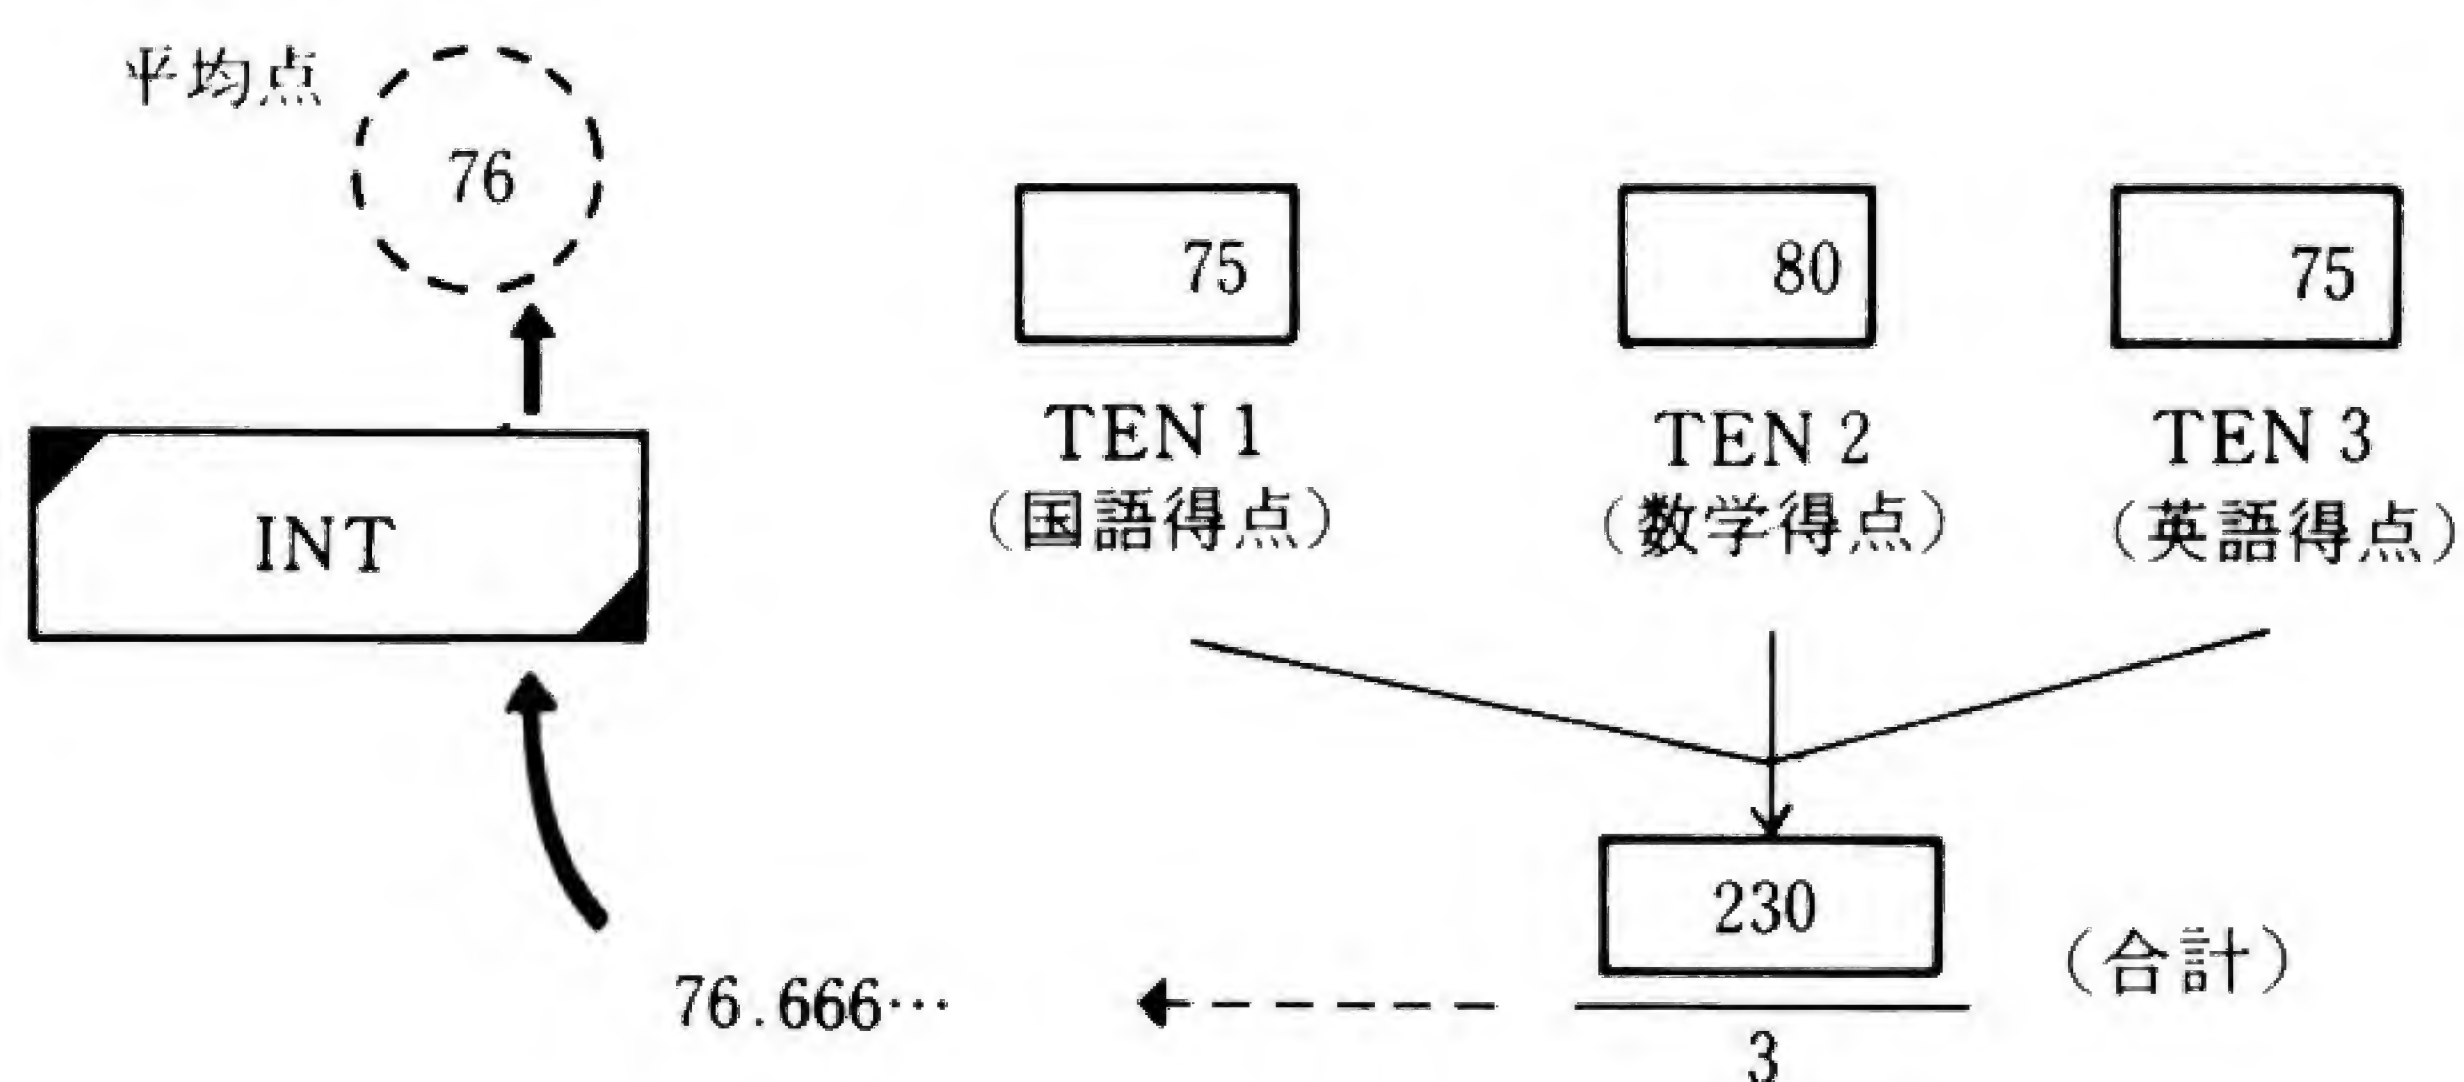 平均点
76
75
80
75
INT
TEN 1
(国語得点)
TEN 2
(数学得点)
TEN 3
(英語得点)
230
(合計)
3
76.666…